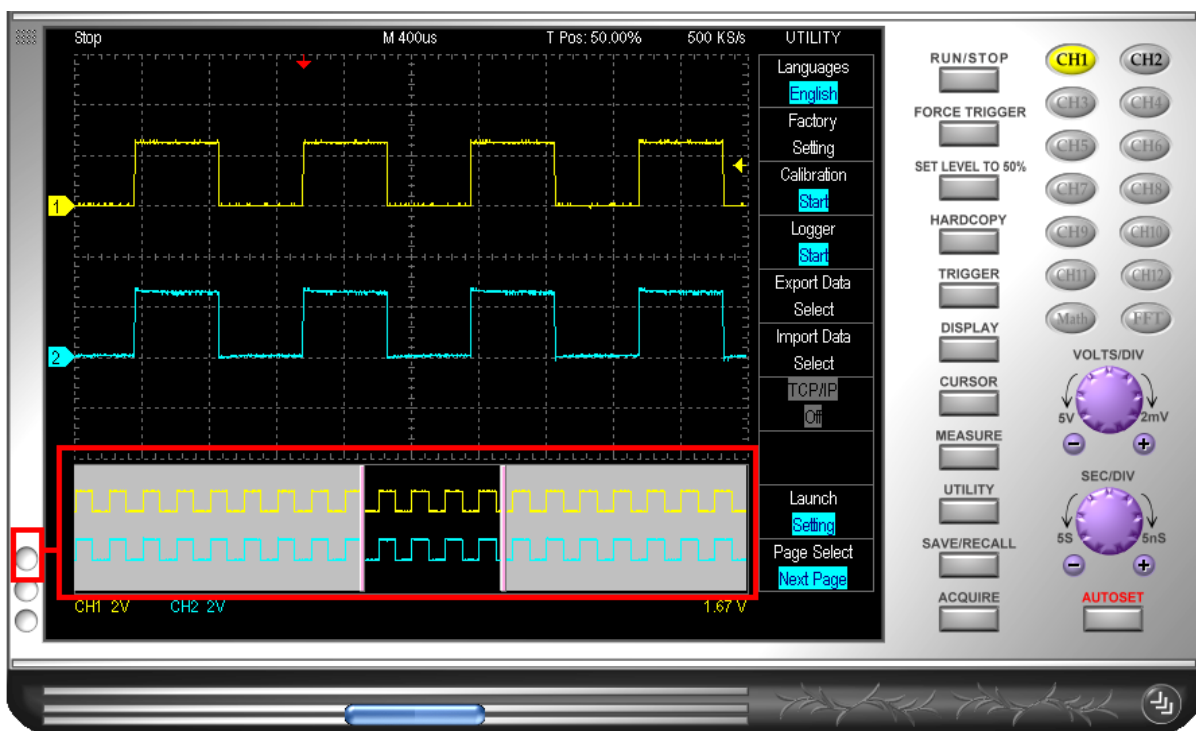 Stop M 400us T Pos: 50.00% 500 KS/s UTILITY
Languages
English
Factory
Setting
Calibration
Start
Logger
Start
Export Data
Select
Import Data
Select
TCP/IP
Off
Launch
Setting
Page Select
Next Page
1
2
CH1 2V CH2 2V 1.67 V
RUN/STOP
FORCE TRIGGER
SET LEVEL TO 50%
HARDCOPY
TRIGGER
DISPLAY
CURSOR
MEASURE
UTILITY
SAVE/RECALL
ACQUIRE
CH1 CH2
CH3 CH4
CH5 CH6
CH7 CH8
CH9 CH10
CH11 CH12
Math FFT
VOLTS/DIV
5V 2mV
SEC/DIV
5S 5nS
AUTOSET